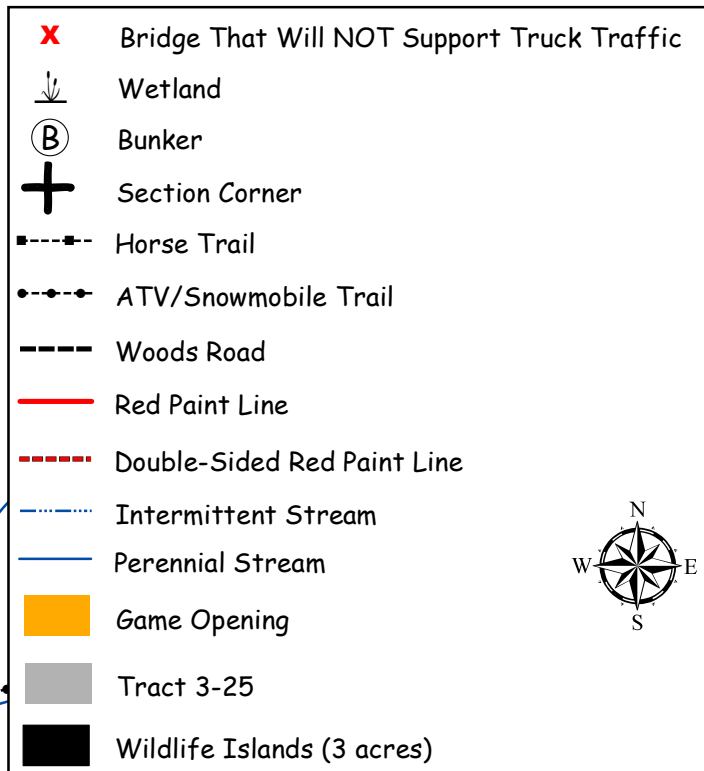 X Bridge That Will NOT Support Truck Traffic
Wetland
B Bunker
Section Corner
Horse Trail
ATV/Snowmobile Trail
Woods Road
Red Paint Line
Double-Sided Red Paint Line
Intermittent Stream
N
Perennial Stream
W E
Game Opening
S
Tract 3-25
Wildlife Islands (3 acres)